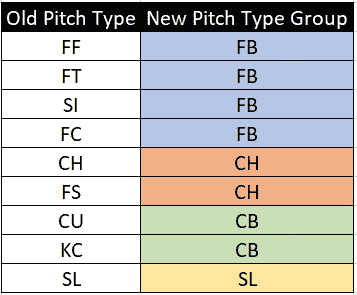 Old Pitch Type New Pitch Type Group
FF FB
FT FB
SI FB
FC FB
CH CH
FS CH
CU CB
KC CB
SL SL